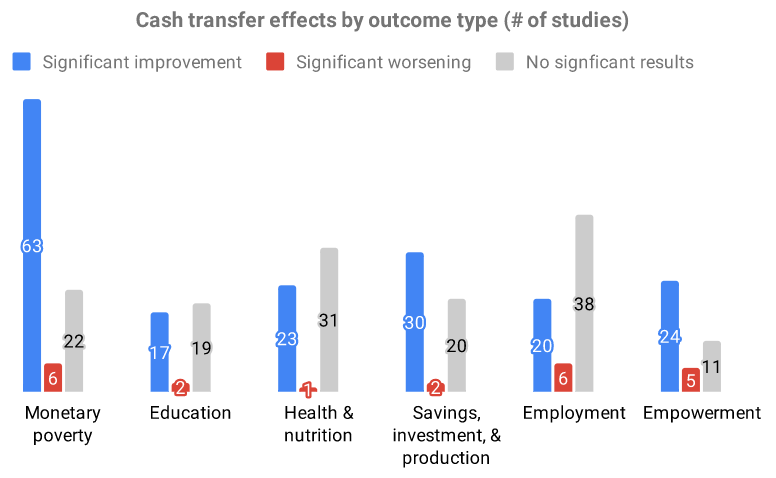 Cash transfer effects by outcome type (# of studies)
Significant improvement
Significant worsening
No signficant results
63
6
22
17
2
19
23
1
31
30
2
20
20
6
38
24
5
11
Monetary
poverty
Education
Health &
nutrition
Savings,
investment, &
production
Employment
Empowerment